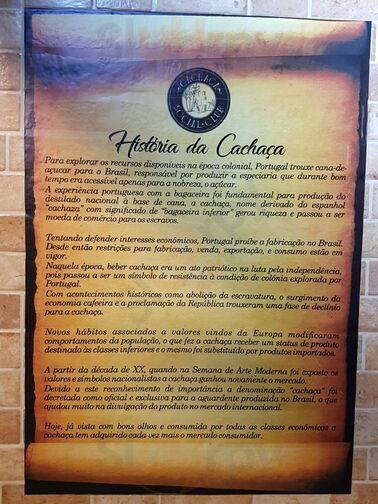 CACHAÇA
SOCIAL CLUB
História da Cachaça
Para explorar os recursos disponíveis na época colonial, Portugal trouxe cana-de-
açucar para o Brasil, responsável por produzir a especiaria que durante bom
tempo era acessível apenas para a nobreza, o açúcar.
A experiência portuguesa com a bagaceira foi fundamental para produção do
destilado nacional à base de cana, a cachaça, nome derivado do espanhol
"cachaza" com significado de "bagaceira inferior" gerou riqueza e passou a ser
moeda de comércio para os escravos.
Tentando defender interesses econômicos, Portugal proíbe a fabricação no Brasil.
Desde então restrições para fabricação, venda, exportação, e consumo estão em
vigor.
Naquela época, beber cachaça era um ato patriótico na luta pela independência,
pois passou a ser um símbolo de resistência à condição de colônia explorada por
Portugal.
Com acontecimentos históricos como abolição da escravatura, o surgimento da
economia cafeeira e a proclamação da República trouxeram uma fase de declínio
para a cachaça.
Novos hábitos associados a valores vindos da Europa modificaram
comportamentos da população, o que fez a cachaça receber um status de produto
destinado às classes inferiores e o mesmo foi substituído por produtos importados.
A partir da década de XX, quando na Semana de Arte Moderna foi exposto os
valores e símbolos nacionalistas a cachaça ganhou novamente o mercado.
Devido a este reconhecimento de importância a denominação "cachaça" foi
decretada como oficial e exclusiva para a aguardente produzida no Brasil, o que
ajudou muito na divulgação do produto no mercado internacional.
Hoje, já vista com bons olhos e consumida por todas as classes econômicas a
cachaça tem adquirido cada vez mais o mercado consumidor.